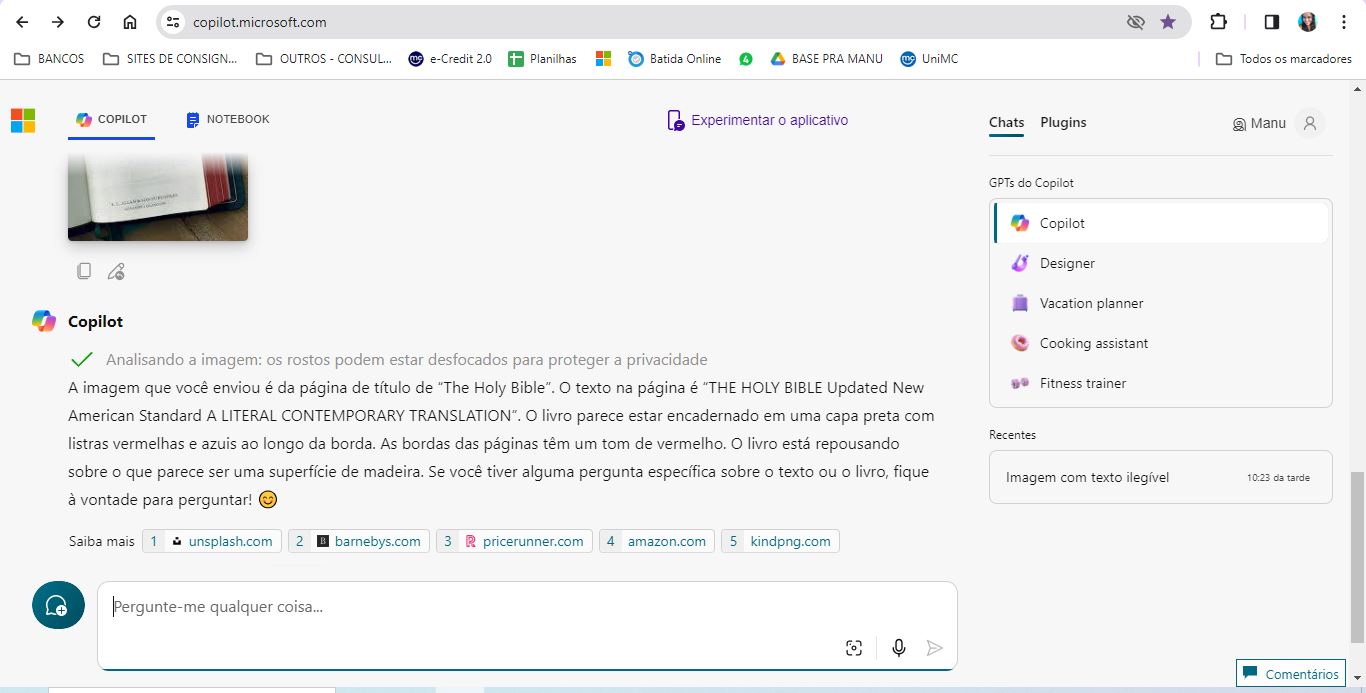 copilot.microsoft.com
BANCOS
SITES DE CONSIGN...
OUTROS - CONSUL...
e-Credit 2.0
Planilhas
Batida Online
4
BASE PRA MANU
UniMC
Todos os marcadores
COPILOT
NOTEBOOK
Experimentar o aplicativo
Chats
Plugins
Manu
Copilot
Analisando a imagem: os rostos podem estar desfocados para proteger a privacidade
A imagem que você enviou é da página de título de “The Holy Bible”. O texto na página é “THE HOLY BIBLE Updated New
American Standard A LITERAL CONTEMPORARY TRANSLATION”. O livro parece estar encadernado em uma capa preta com
listras vermelhas e azuis ao longo da borda. As bordas das páginas têm um tom de vermelho. O livro está repousando
sobre o que parece ser uma superfície de madeira. Se você tiver alguma pergunta específica sobre o texto ou o livro, fique
à vontade para perguntar! 😊
Saiba mais
1 unsplash.com
2 B barnebys.com
3 pricerunner.com
4 amazon.com
5 kindpng.com
Pergunte-me qualquer coisa...
GPTs do Copilot
Copilot
Designer
Vacation planner
Cooking assistant
Fitness trainer
Recentes
Imagem com texto ilegível
10:23 da tarde
Comentários